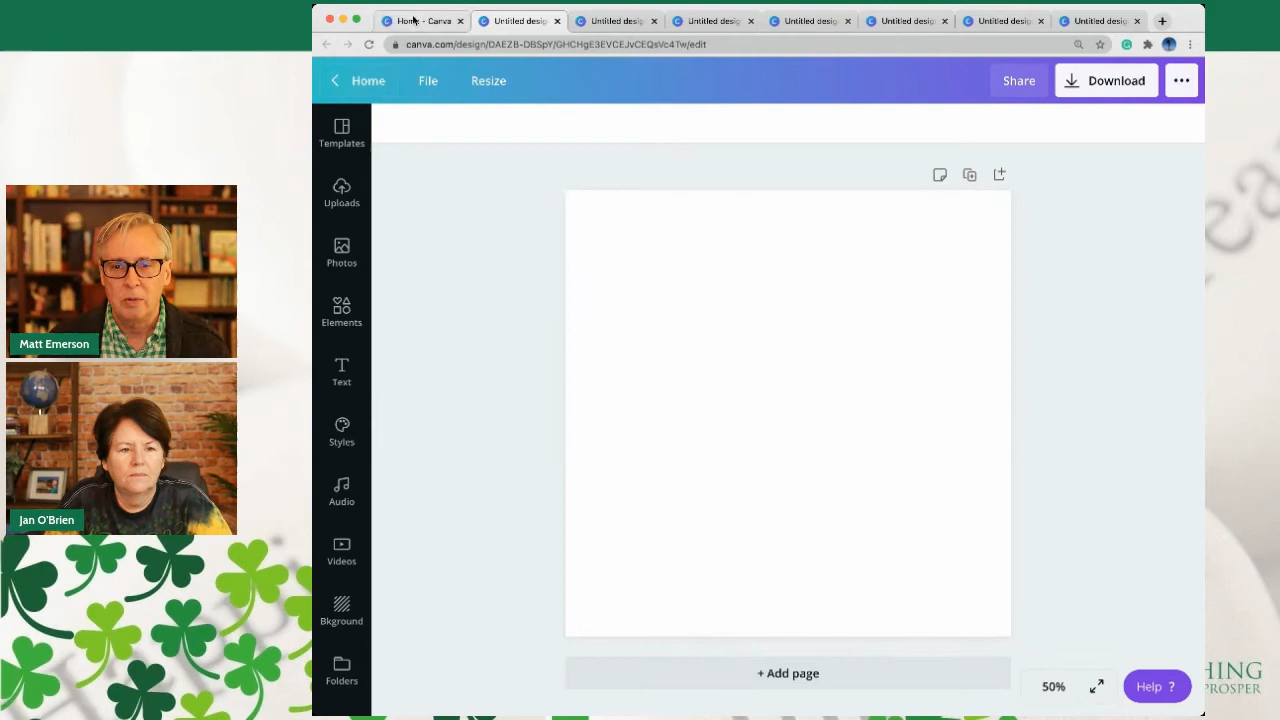 Home - Canva
Untitled desig
Untitled desig
Untitled desig
Untitled desig
Untitled desig
Untitled desig
Untitled desig
canva.com/design/DAEZB-DBSpY/GHCHgE3EVCEJvCEQsVc4Tw/edit
Home
File
Resize
Share
Download
Templates
Uploads
Photos
Elements
Text
Styles
Audio
Videos
Bkground
Folders
+ Add page
50%
Help ?
Matt Emerson
Jan O'Brien
HING
PROSPER